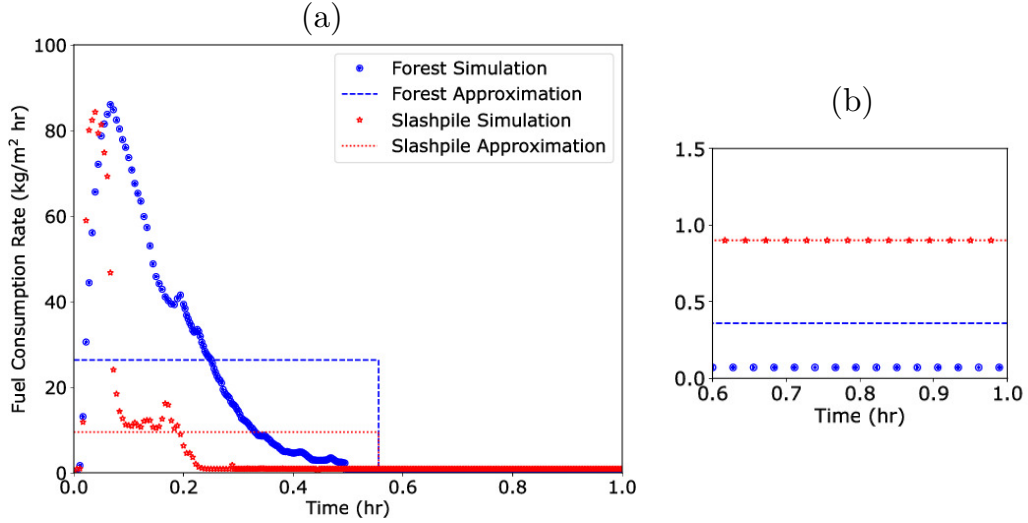 (a)
100
80
60
40
20
0
Fuel Consumption Rate (kg/m² hr)
Forest Simulation
Forest Approximation
Slashpile Simulation
Slashpile Approximation
0.0 0.2 0.4 0.6 0.8 1.0
Time (hr)
(b)
1.5
1.0
0.5
0.0
0.6 0.7 0.8 0.9 1.0
Time (hr)